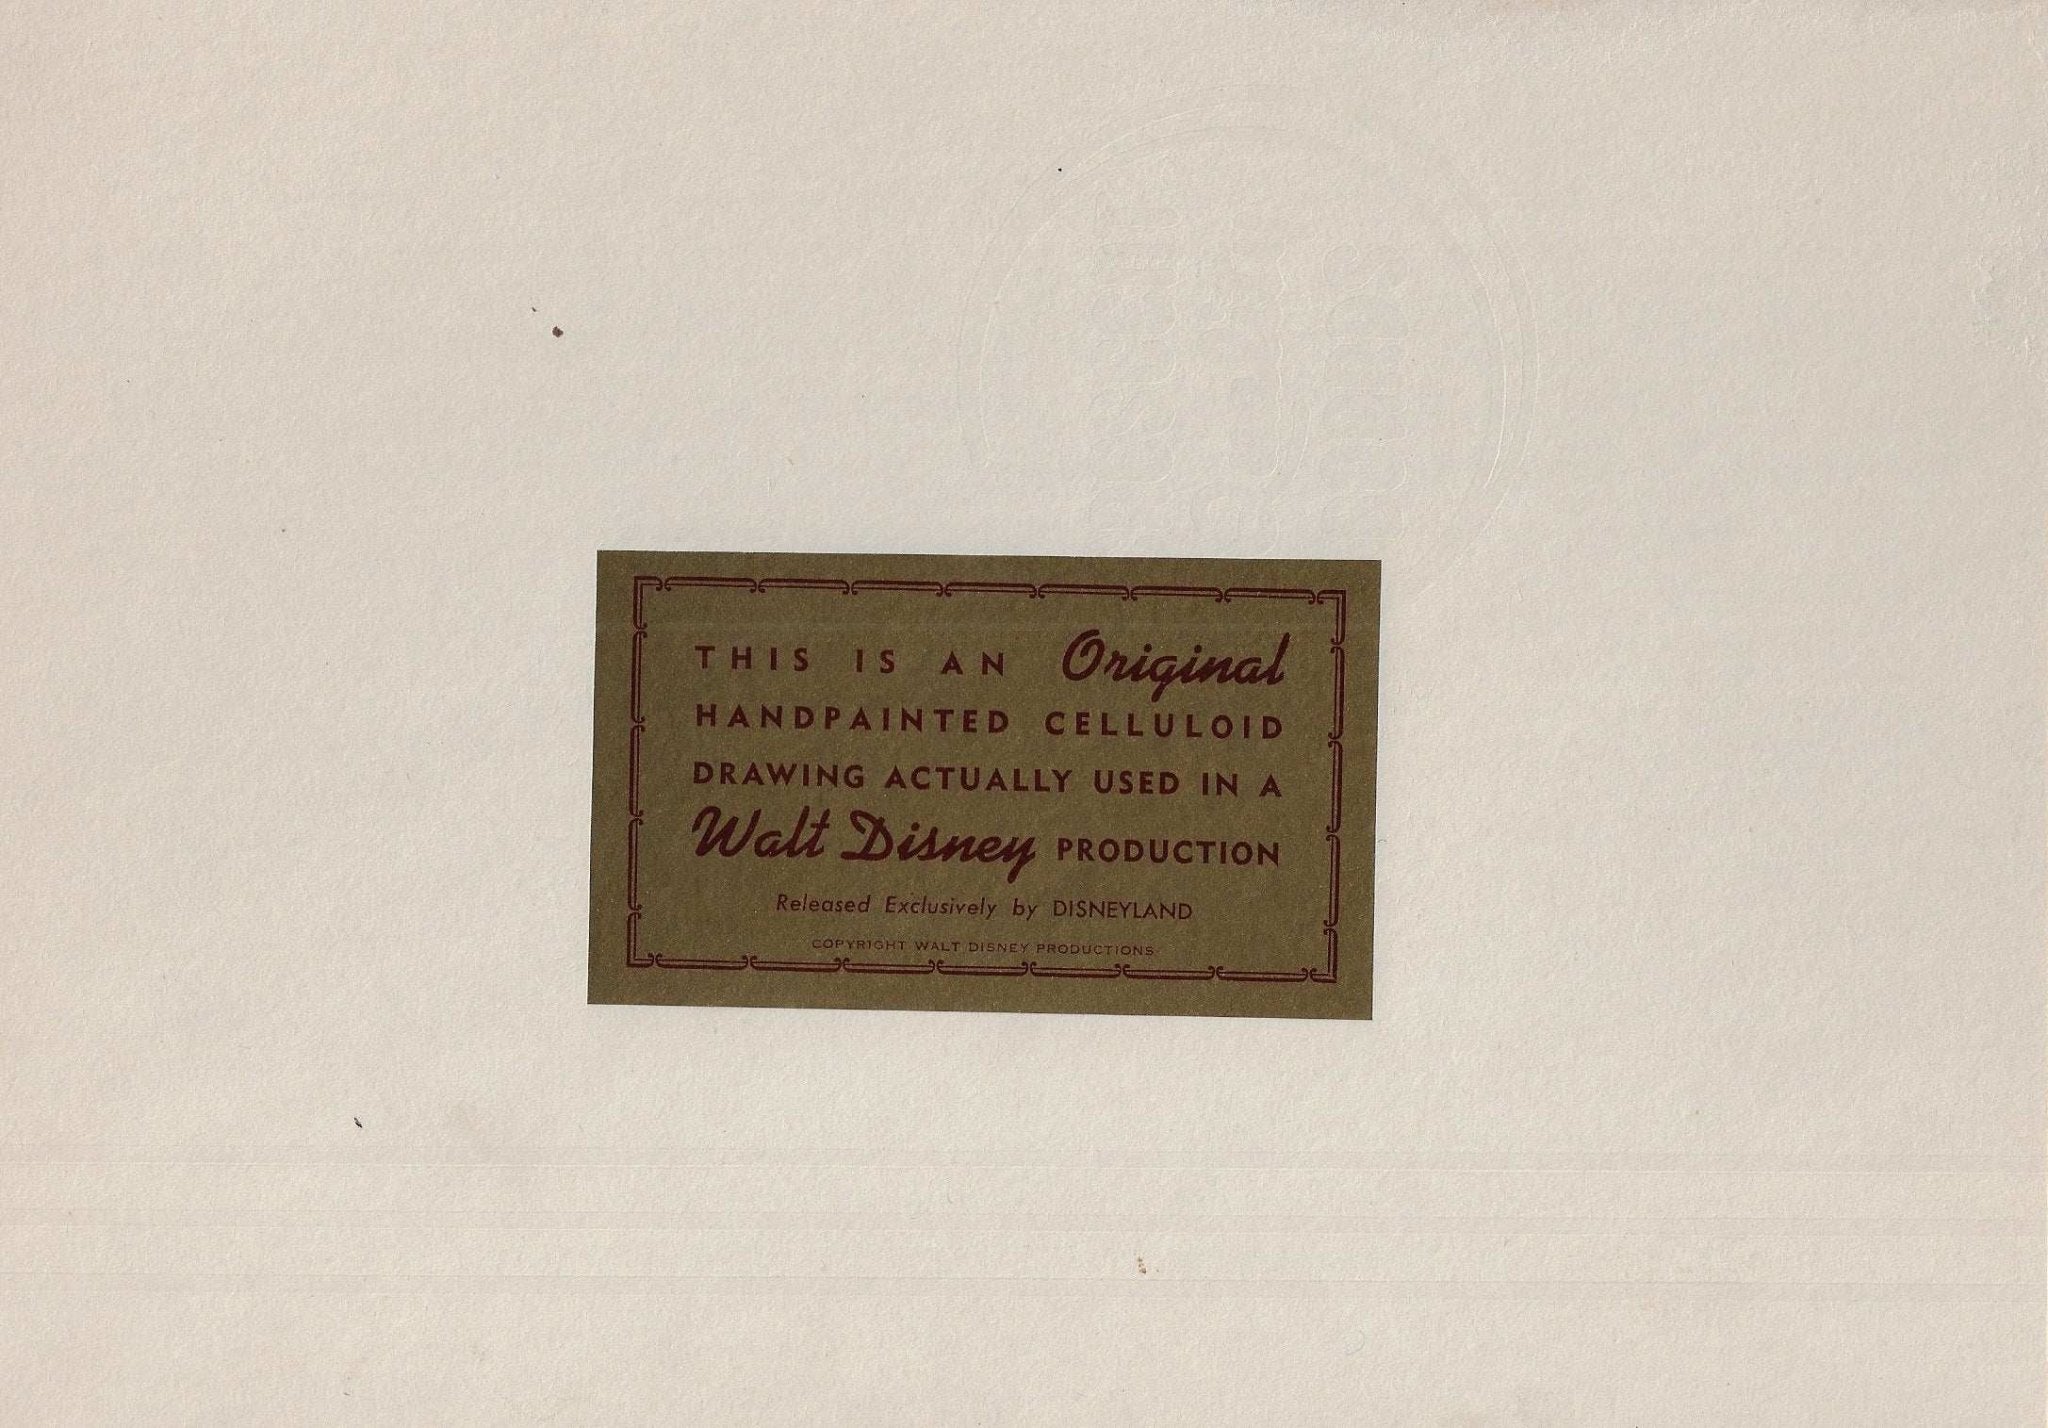 THIS IS AN Original
HANDPAINTED CELLULOID
DRAWING ACTUALLY USED IN A
Walt Disney PRODUCTION
Released Exclusively by DISNEYLAND
COPYRIGHT WALT DISNEY PRODUCTIONS